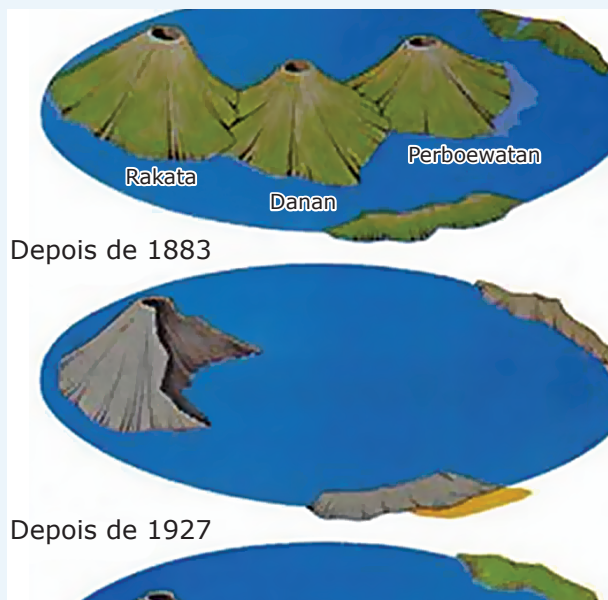 Rakata
Danan
Perboewatan
Depois de 1883
Depois de 1927